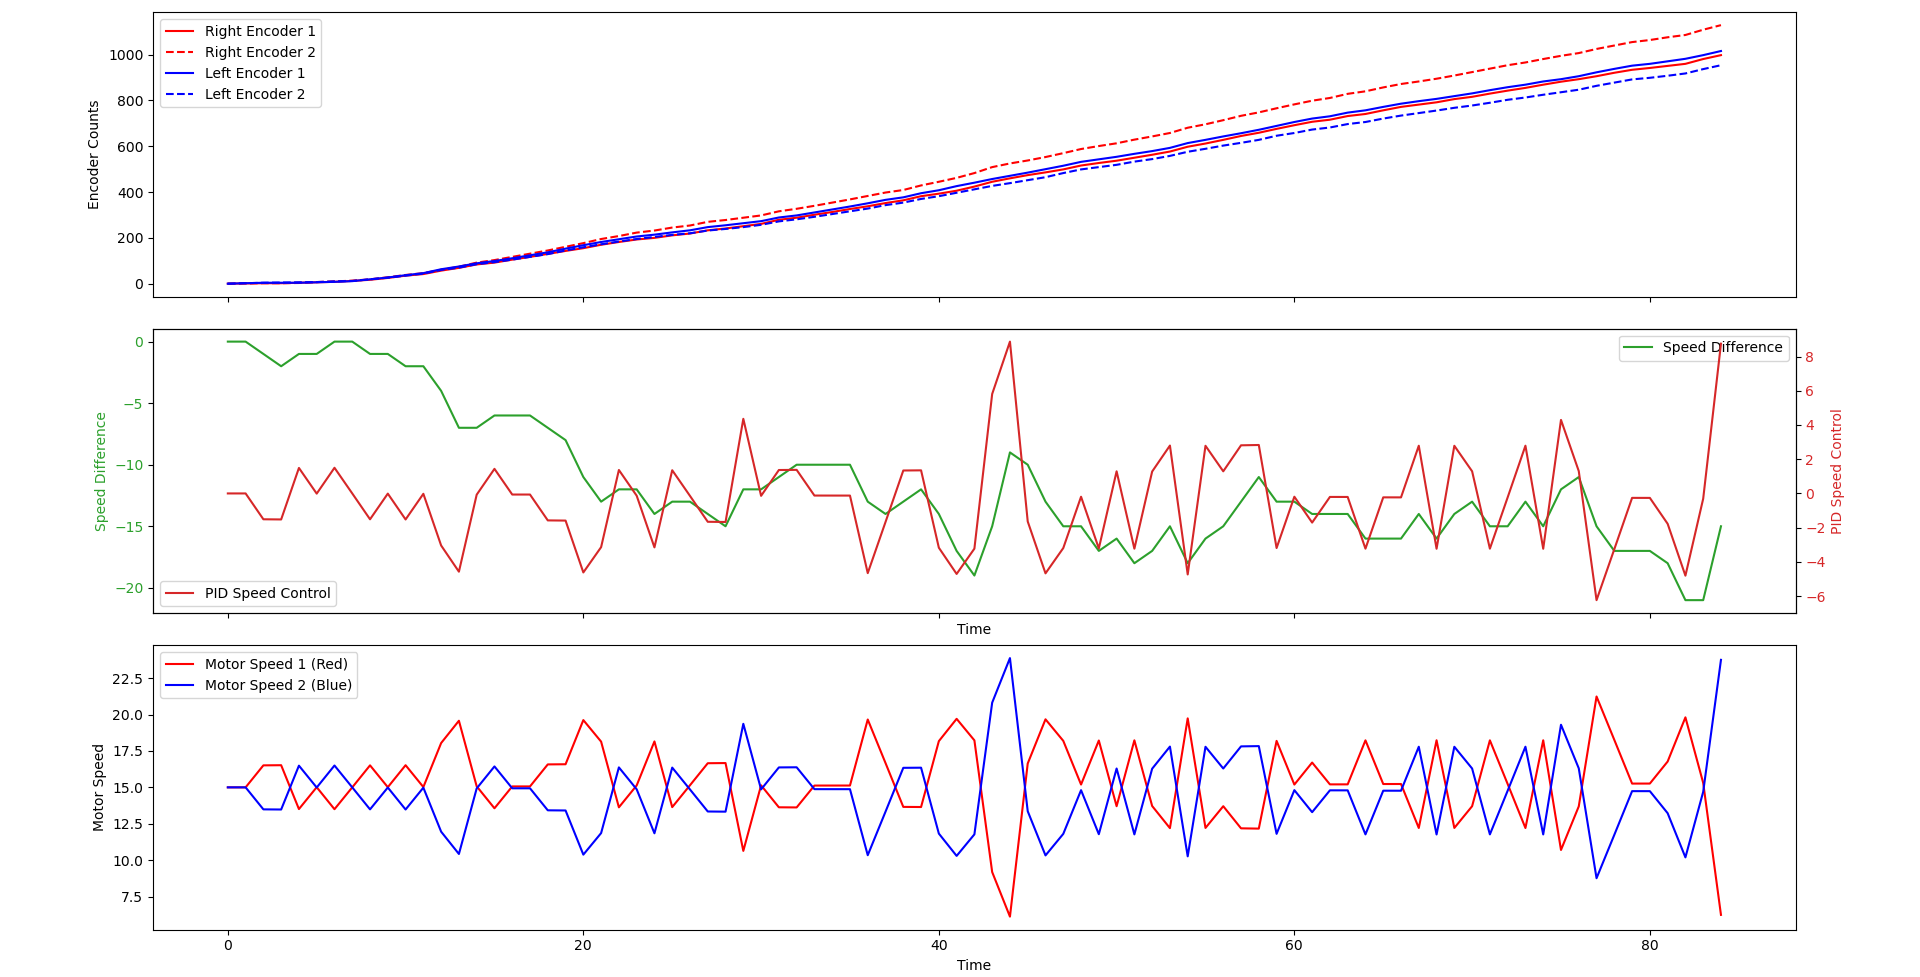 Right Encoder 1
Right Encoder 2
Left Encoder 1
Left Encoder 2
Encoder Counts
1000
800
600
400
200
0
Speed Difference
PID Speed Control
Speed Difference
0
−5
−10
−15
−20
PID Speed Control
8
6
4
2
0
−2
−4
−6
Time
Motor Speed 1 (Red)
Motor Speed 2 (Blue)
Motor Speed
22.5
20.0
17.5
15.0
12.5
10.0
7.5
0 20 40 60 80
Time